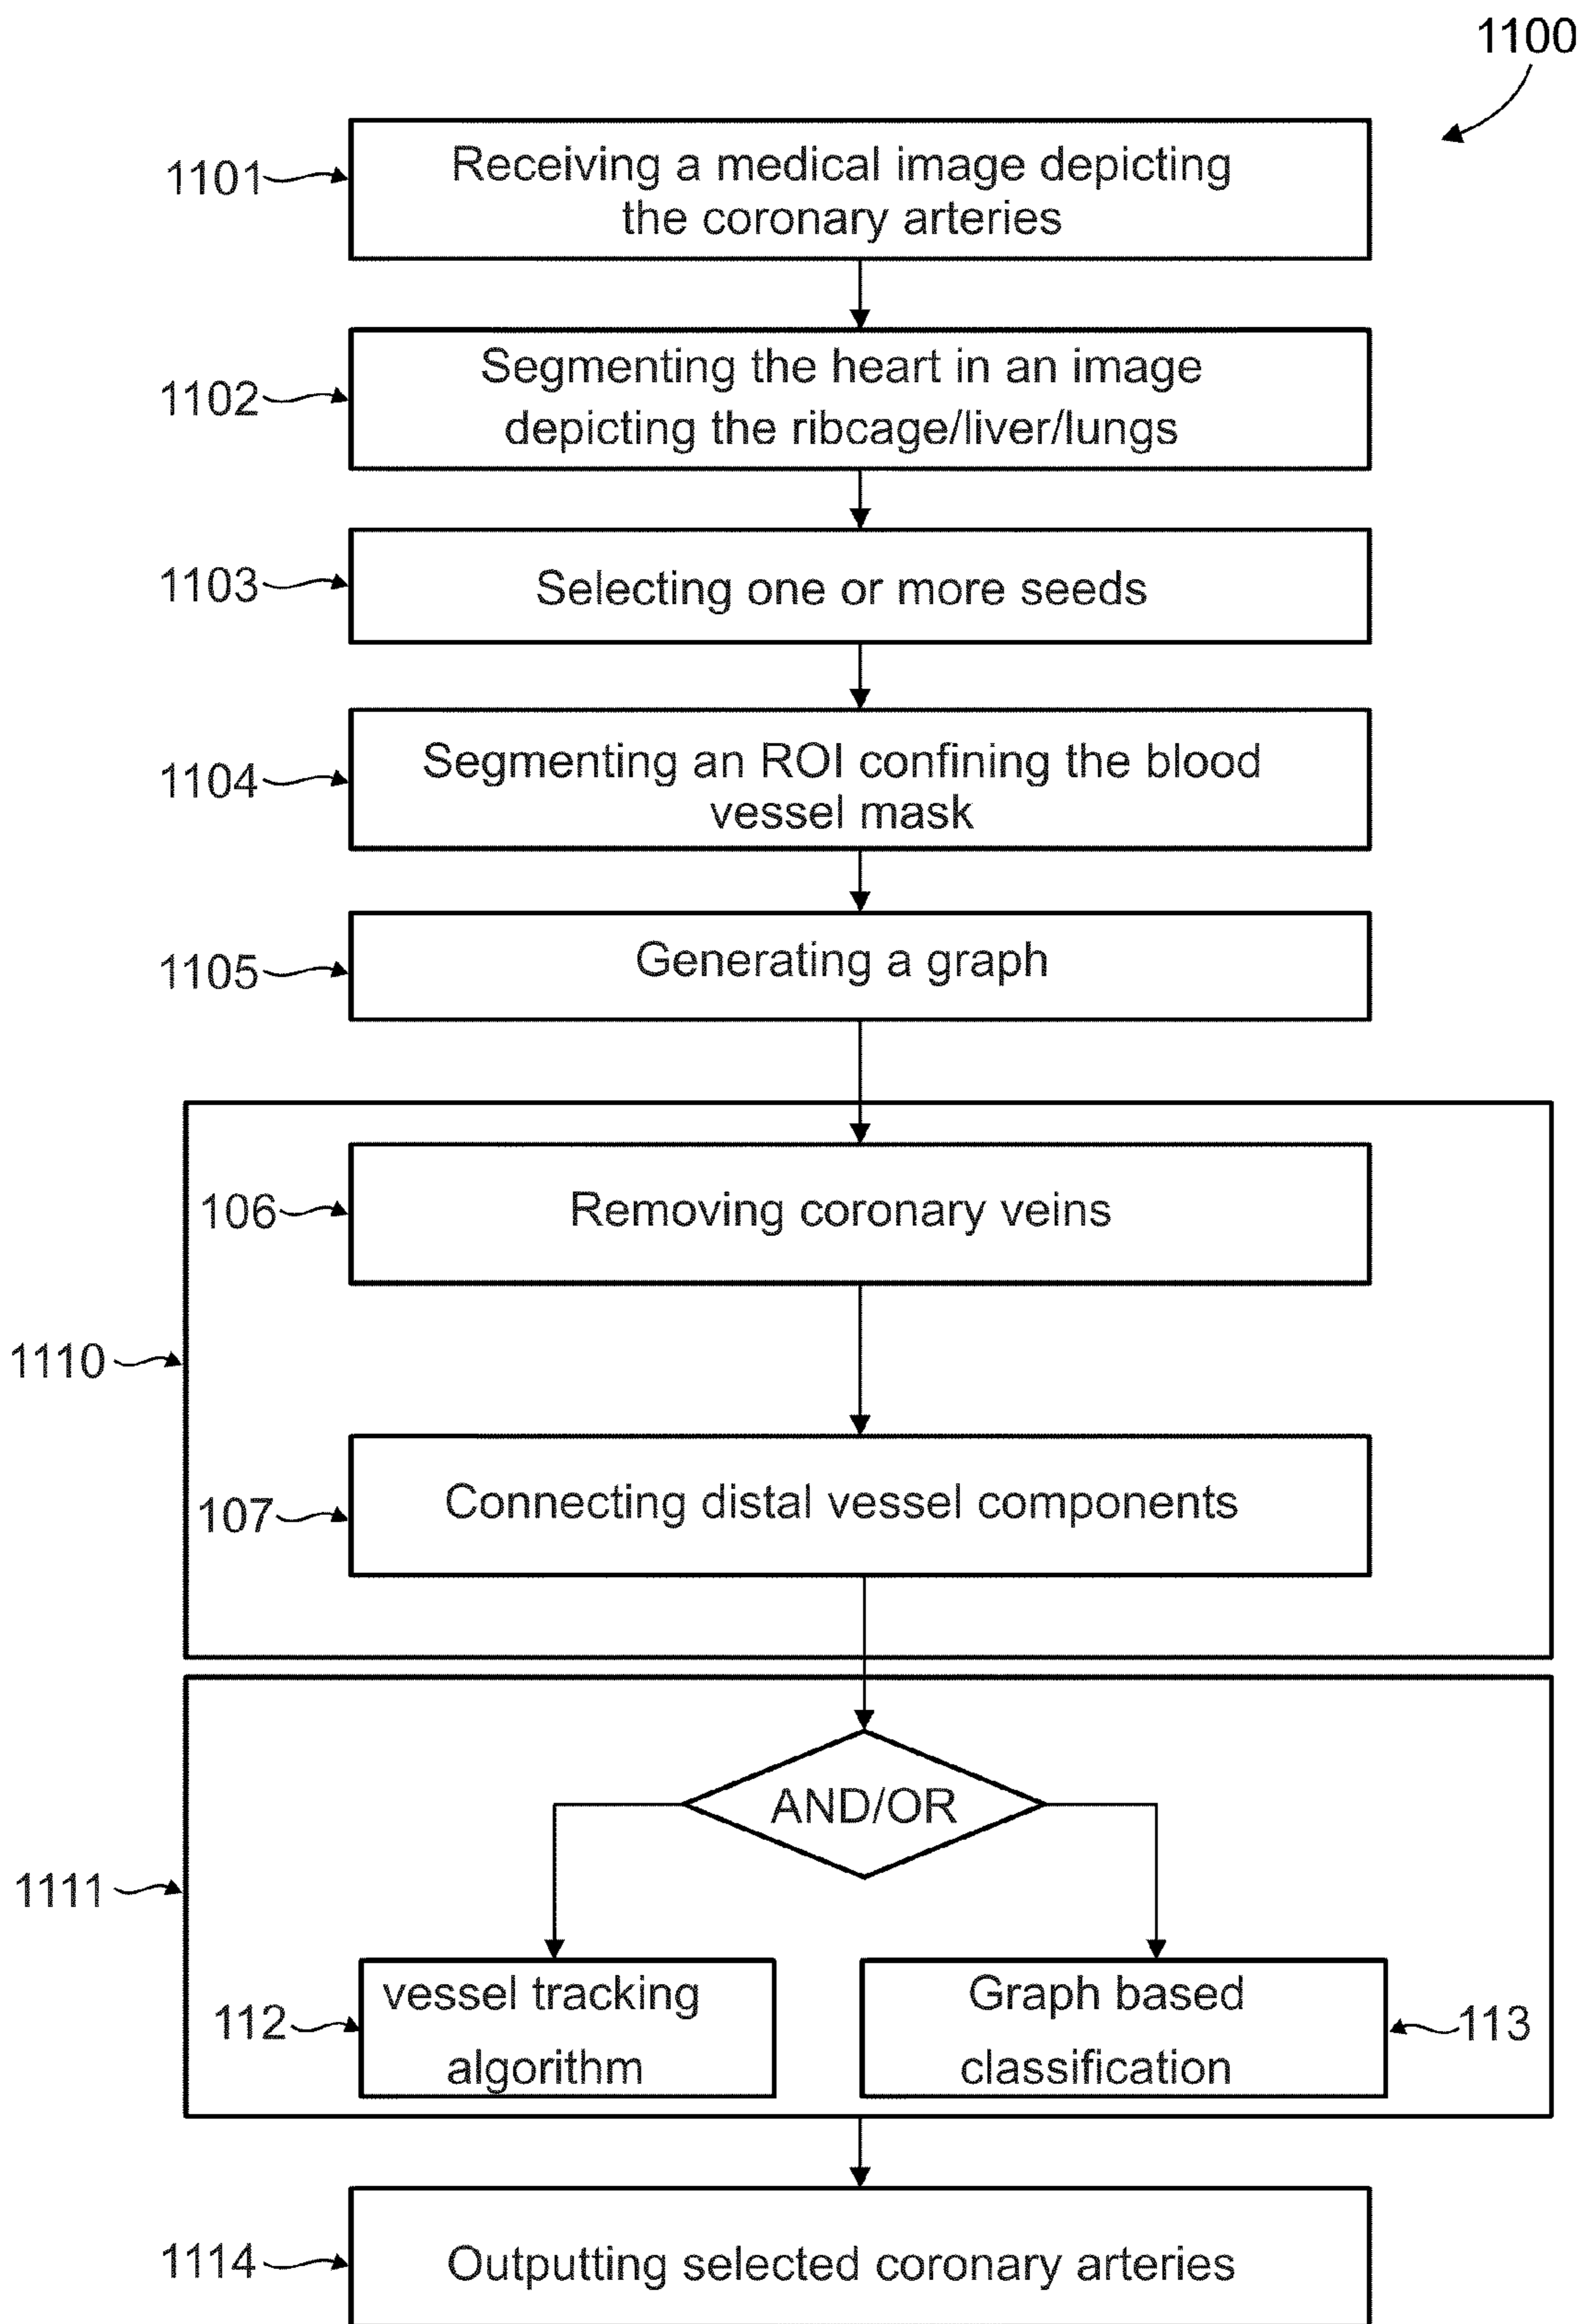 1100
1101
Receiving a medical image depicting
the coronary arteries
1102
Segmenting the heart in an image
depicting the ribcage/liver/lungs
1103
Selecting one or more seeds
1104
Segmenting an ROI confining the blood
vessel mask
1105
Generating a graph
106
Removing coronary veins
1110
107
Connecting distal vessel components
AND/OR
1111
112
vessel tracking
algorithm
Graph based
classification
113
1114
Outputting selected coronary arteries